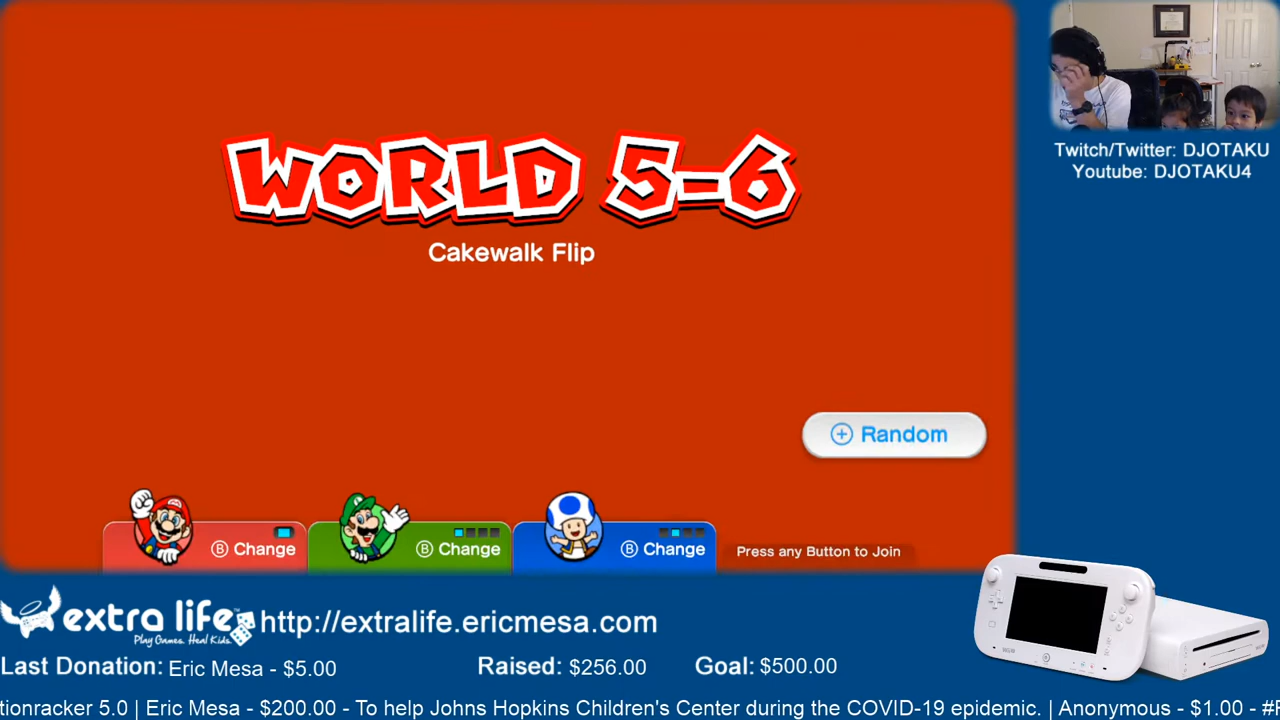 WORLD 5-6
Cakewalk Flip
Twitch/Twitter: DJOTAKU
Youtube: DJOTAKU4
+ Random
B Change
B Change
B Change
Press any Button to Join
extra life
Play Games. Heal Kids.
http://extralife.ericmesa.com
Last Donation: Eric Mesa - $5.00
Raised: $256.00
Goal: $500.00
tionracker 5.0 | Eric Mesa - $200.00 - To help Johns Hopkins Children's Center during the COVID-19 epidemic. | Anonymous - $1.00 - #